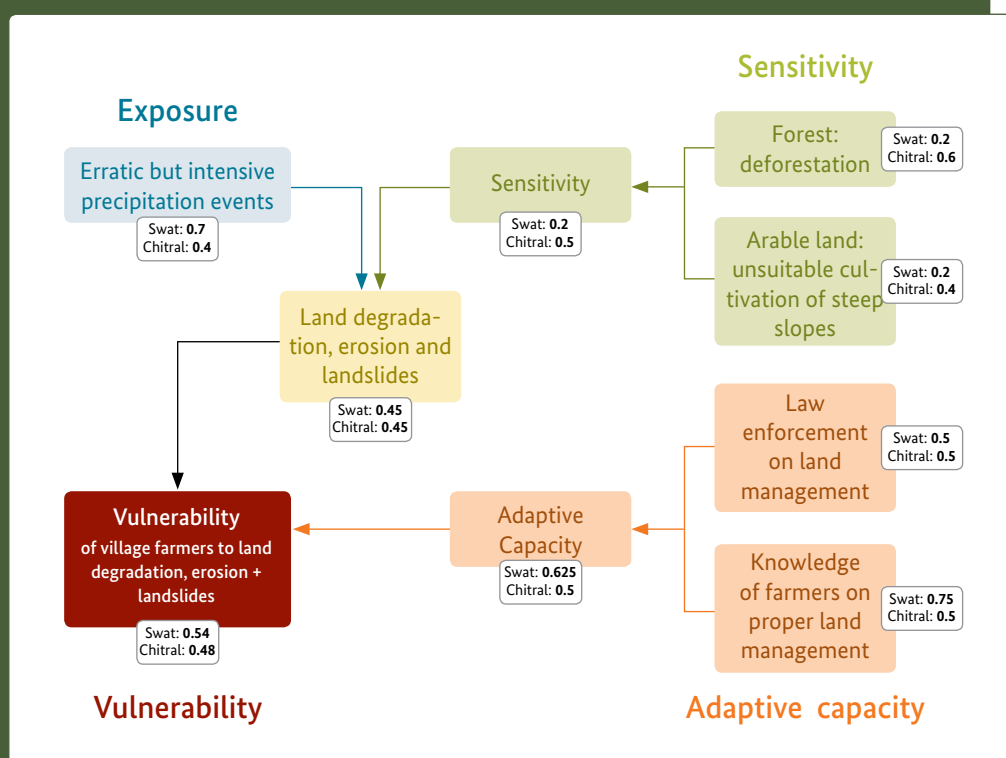 Sensitivity
Exposure
Erratic but intensive
precipitation events
Swat: 0.7
Chitral: 0.4
Sensitivity
Swat: 0.2
Chitral: 0.5
Forest:
deforestation
Swat: 0.2
Chitral: 0.6
Arable land:
unsuitable cul-
tivation of steep
slopes
Swat: 0.2
Chitral: 0.4
Land degrada-
tion, erosion and
landslides
Swat: 0.45
Chitral: 0.45
Law
enforcement
on land
management
Swat: 0.5
Chitral: 0.5
Vulnerability
of village farmers to land
degradation, erosion +
landslides
Swat: 0.54
Chitral: 0.48
Adaptive
Capacity
Swat: 0.625
Chitral: 0.5
Knowledge
of farmers on
proper land
management
Swat: 0.75
Chitral: 0.5
Vulnerability
Adaptive capacity